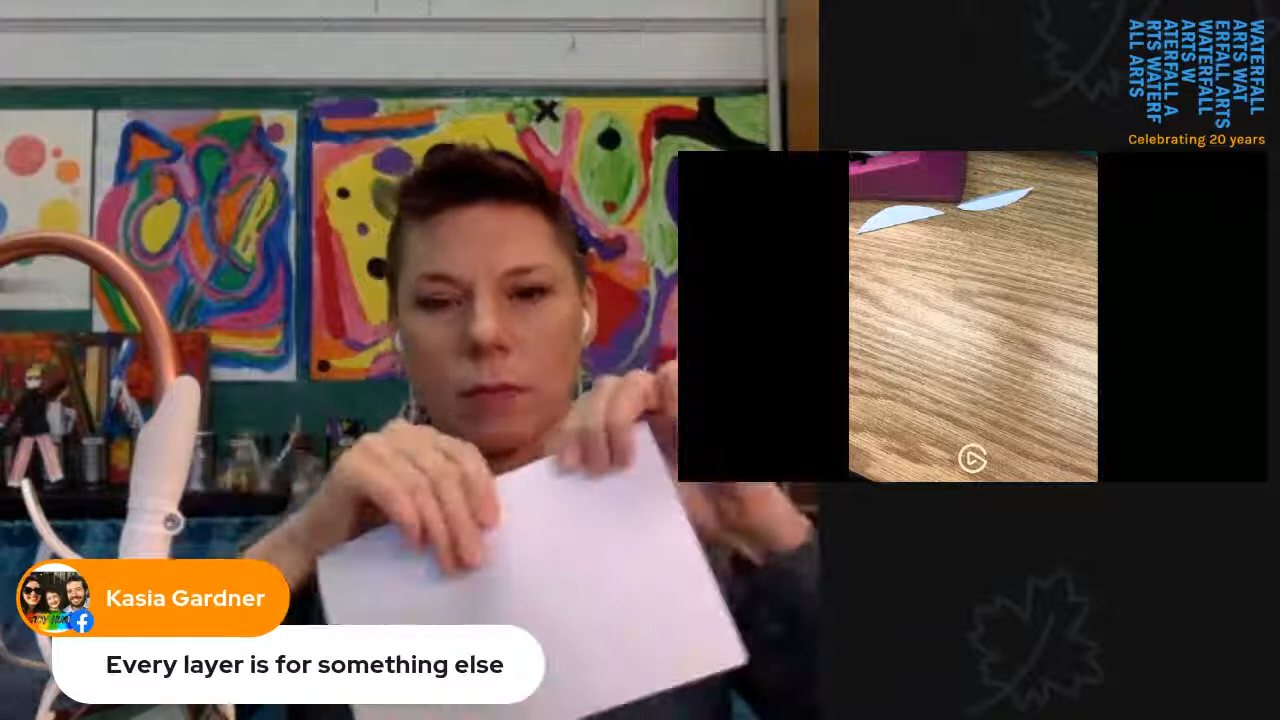 WATERFALL
ARTS WAT
ERFALL ARTS
WATERFALL
ARTS W
ATERFALL A
RTS WATERF
ALL ARTS
Celebrating 20 years
Kasia Gardner
Every layer is for something else